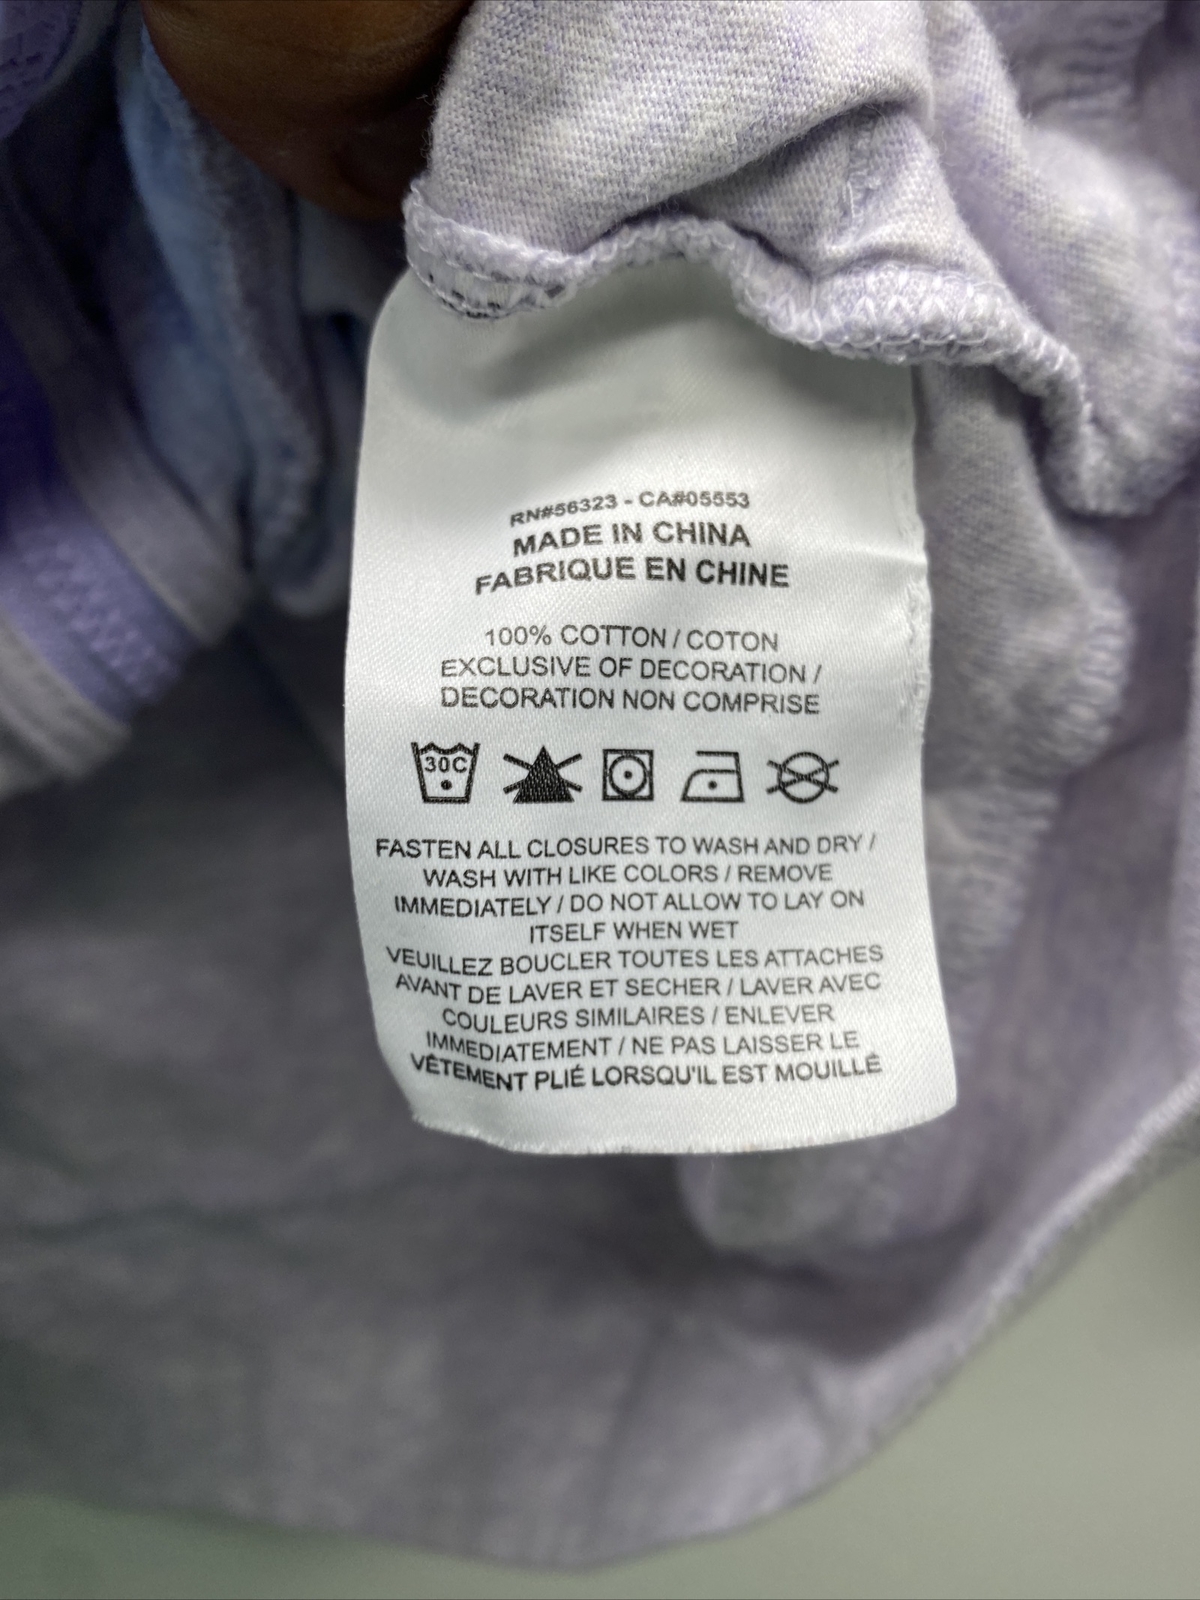 RN#56323 - CA#05553
MADE IN CHINA
FABRIQUE EN CHINE
100% COTTON / COTON
EXCLUSIVE OF DECORATION /
DECORATION NON COMPRISE
30C
FASTEN ALL CLOSURES TO WASH AND DRY /
WASH WITH LIKE COLORS / REMOVE
IMMEDIATELY / DO NOT ALLOW TO LAY ON
ITSELF WHEN WET
VEUILLEZ BOUCLER TOUTES LES ATTACHES
AVANT DE LAVER ET SECHER / LAVER AVEC
COULEURS SIMILAIRES / ENLEVER
IMMEDIATEMENT / NE PAS LAISSER LE
VÊTEMENT PLIÉ LORSQU'IL EST MOUILLÉ